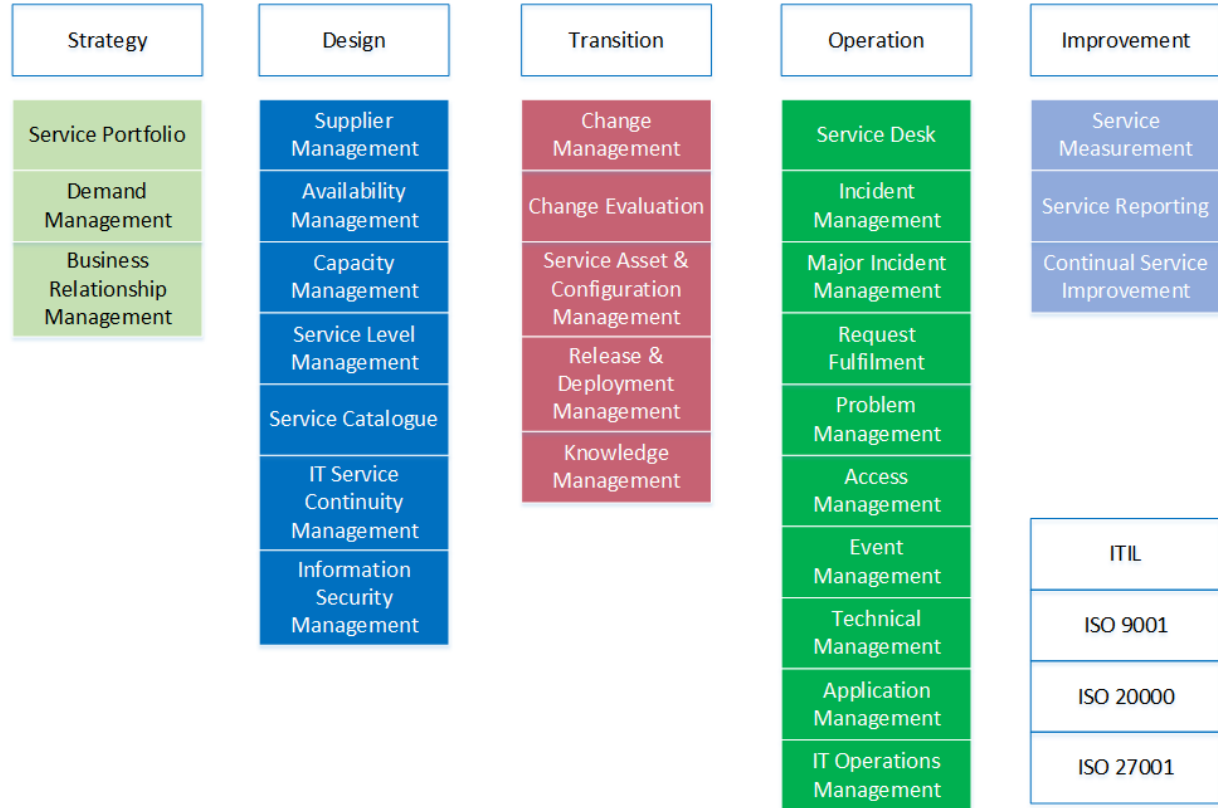 Strategy
Design
Transition
Operation
Improvement
Service Portfolio
Demand
Management
Business
Relationship
Management
Supplier
Management
Availability
Management
Capacity
Management
Service Level
Management
Service Catalogue
IT Service
Continuity
Management
Information
Security
Management
Change
Management
Change Evaluation
Service Asset &
Configuration
Management
Release &
Deployment
Management
Knowledge
Management
Service Desk
Incident
Management
Major Incident
Management
Request
Fulfilment
Problem
Management
Access
Management
Event
Management
Technical
Management
Application
Management
IT Operations
Management
Service
Measurement
Service Reporting
Continual Service
Improvement
ITIL
ISO 9001
ISO 20000
ISO 27001